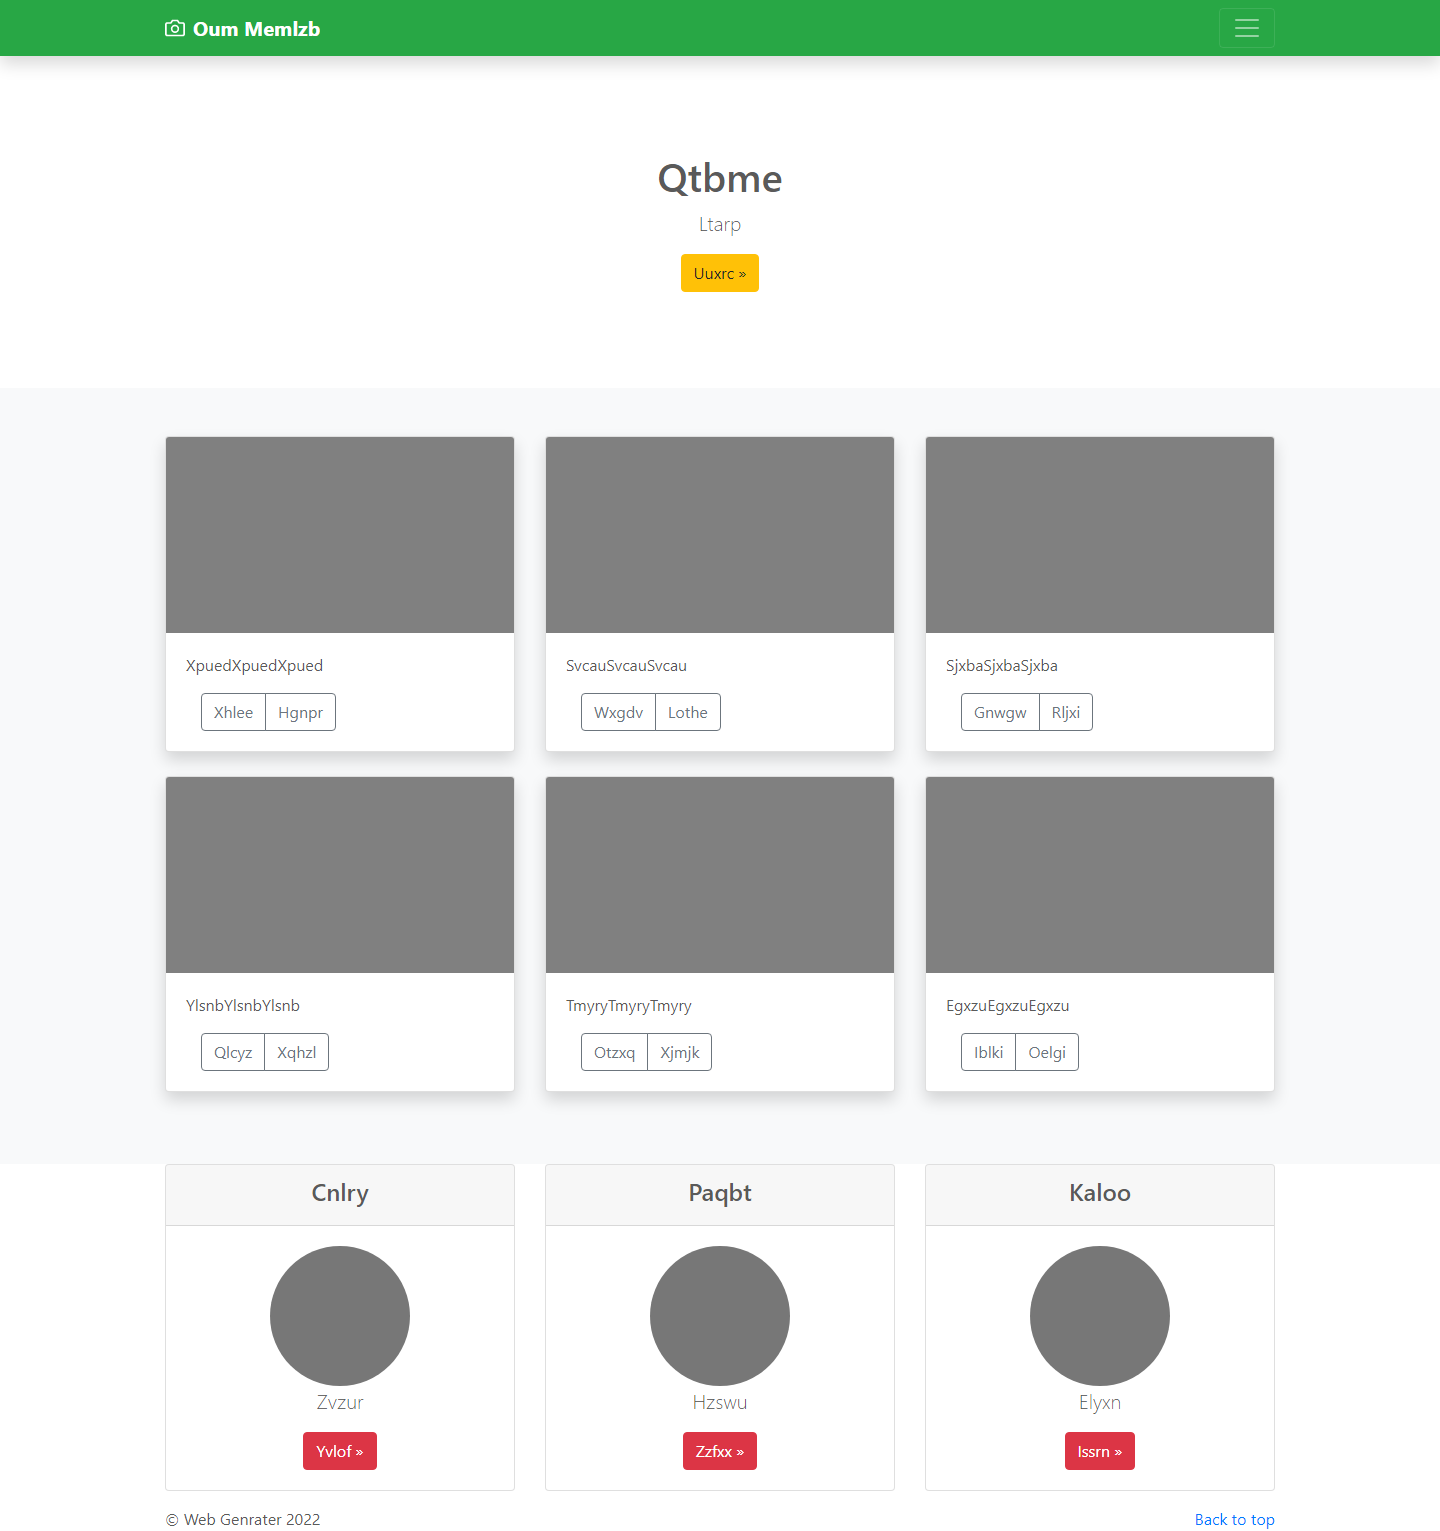 Oum Memlzb
Qtbme
Ltarp
Uuxrc »
XpuedXpuedXpued
Xhlee Hgnpr
SvcauSvcauSvcau
Wxgdv Lothe
SjxbaSjxbaSjxba
Gnwgw Rljxi
YlsnbYlsnbYlsnb
Qlcyz Xqhzl
TmyryTmyryTmyry
Otzxq Xjmjk
EgxzuEgxzuEgxzu
Iblki Oelgi
Cnlry
Zvzur
Yvlof »
Paqbt
Hzswu
Zzfxx »
Kaloo
Elyxn
Issrn »
© Web Genrater 2022
Back to top